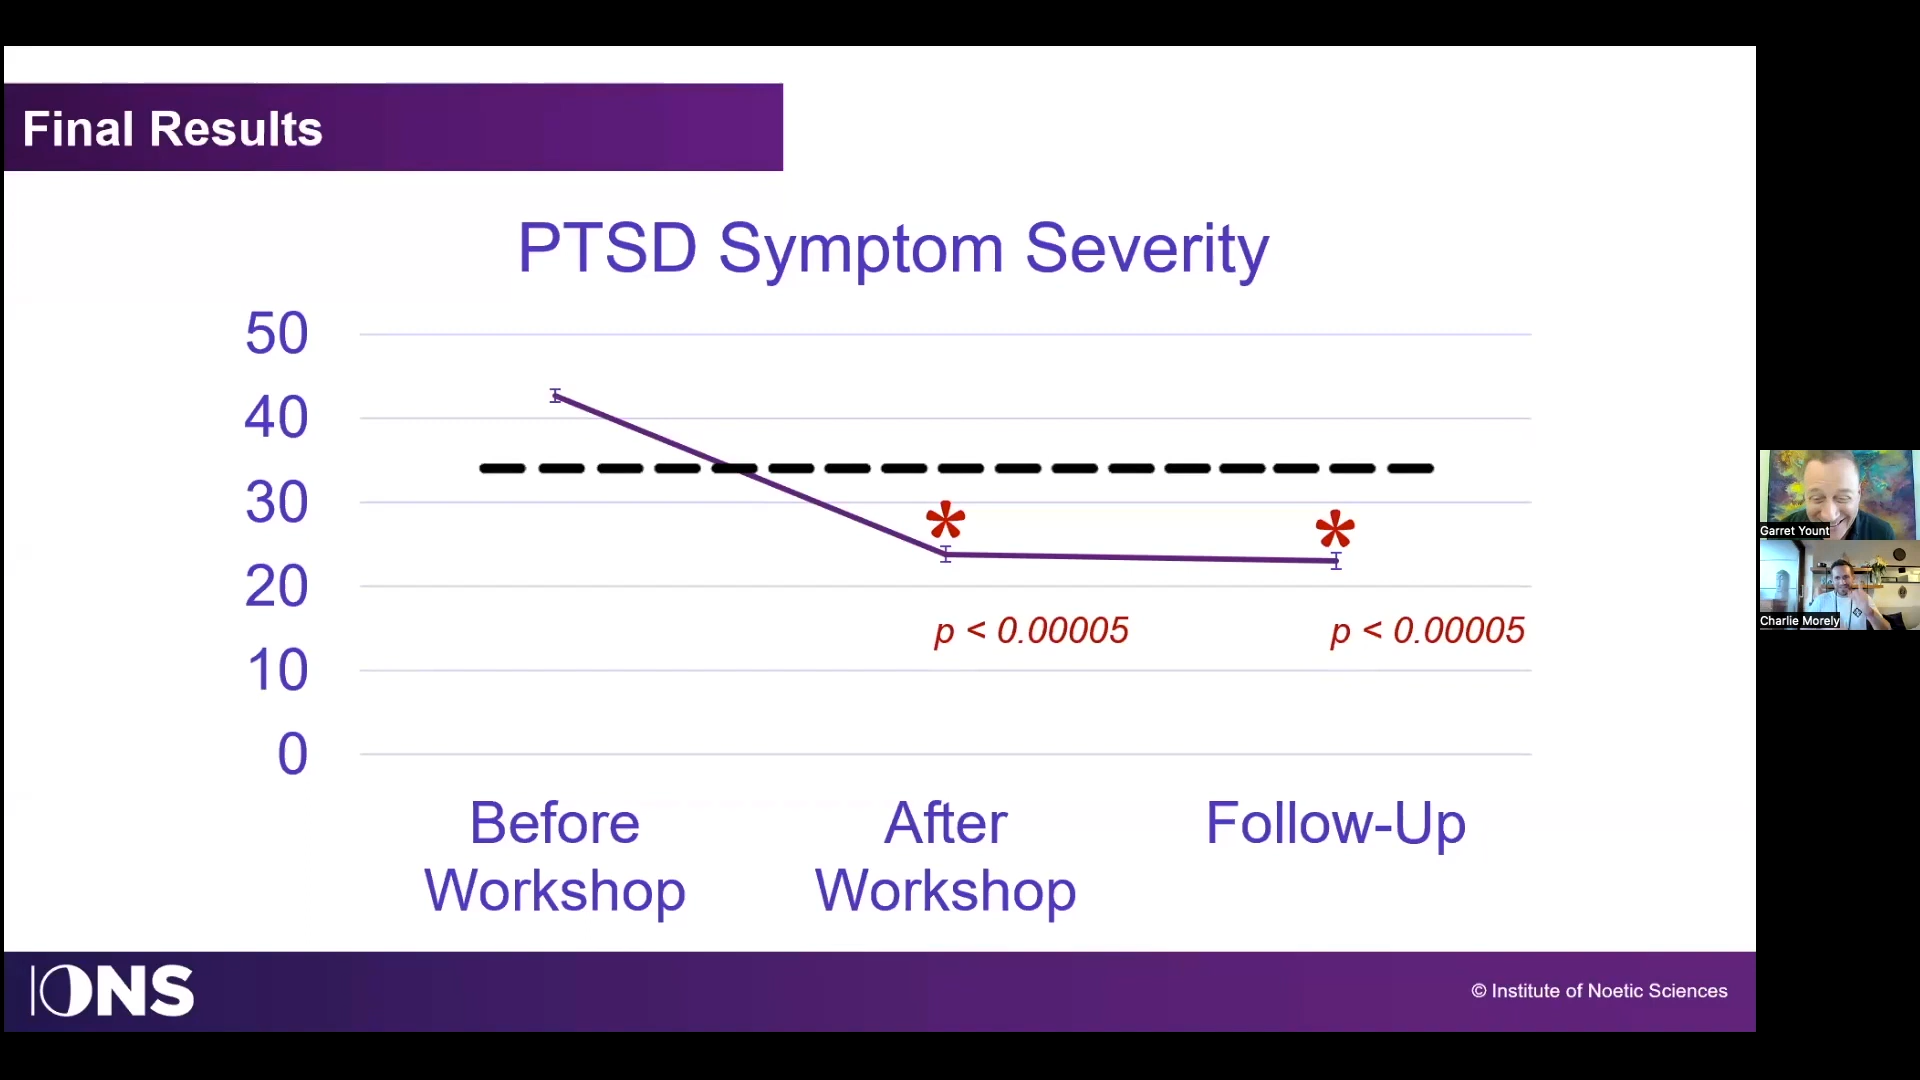 Final Results
PTSD Symptom Severity
50
40
30
20
10
0
*
*
p < 0.00005
p < 0.00005
Before
Workshop
After
Workshop
Follow-Up
IONS
© Institute of Noetic Sciences
Garret Yount
Charlie Morely